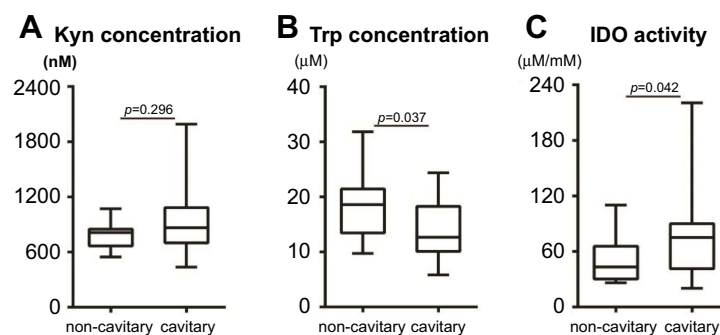 A Kyn concentration
(nM)
2400
1800
1200
600
0
p=0.296
non-cavitary cavitary
B Trp concentration
(μM)
40
30
20
10
0
p=0.037
non-cavitary cavitary
C IDO activity
(μM/mM)
240
180
120
60
0
p=0.042
non-cavitary cavitary